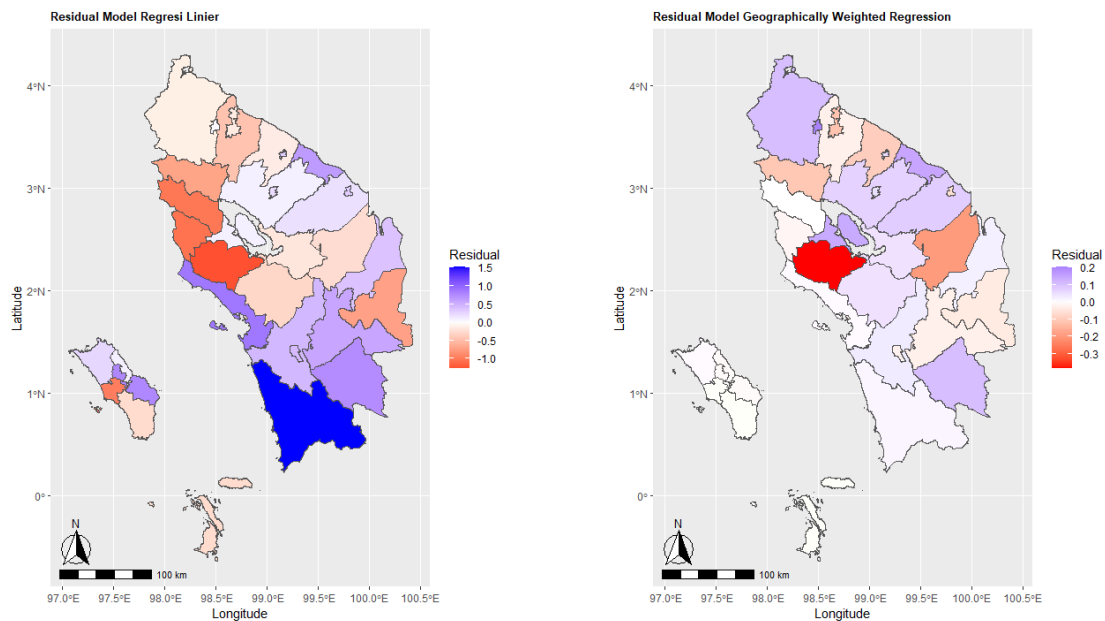 Residual Model Regresi Linier
4°N
3°N
2°N
1°N
0°
Latitude
N
100 km
97.0°E 97.5°E 98.0°E 98.5°E 99.0°E 99.5°E 100.0°E 100.5°E
Longitude
Residual
1.5
1.0
0.5
0.0
-0.5
-1.0
Residual Model Geographically Weighted Regression
4°N
3°N
2°N
1°N
0°
Latitude
N
100 km
97.0°E 97.5°E 98.0°E 98.5°E 99.0°E 99.5°E 100.0°E 100.5°E
Longitude
Residual
0.2
0.1
0.0
-0.1
-0.2
-0.3